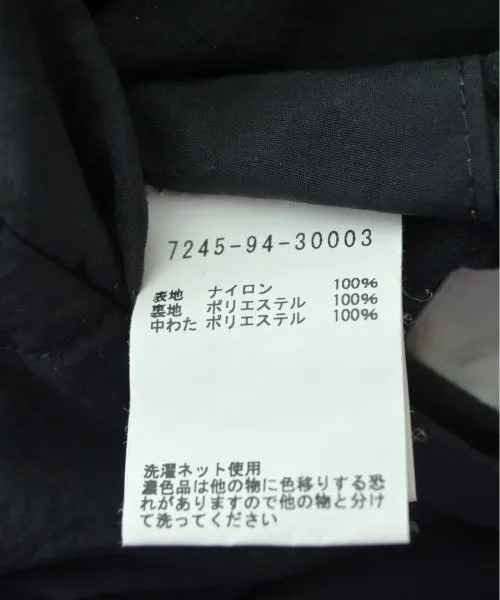 7245-94-30003
表地 ナイロン 100%
裏地 ポリエステル 100%
中わた ポリエステル 100%
洗濯ネット使用
濃色品は他の物に色移りする恐
れがありますので他の物と分け
て洗ってください